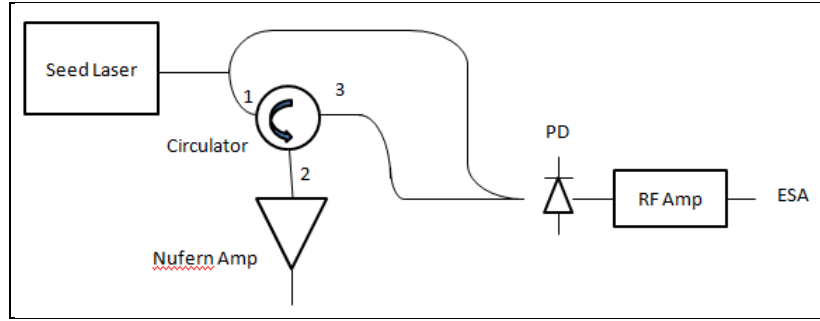 Seed Laser
1
3
Circulator
PD
2
RF Amp
ESA
Nufern Amp